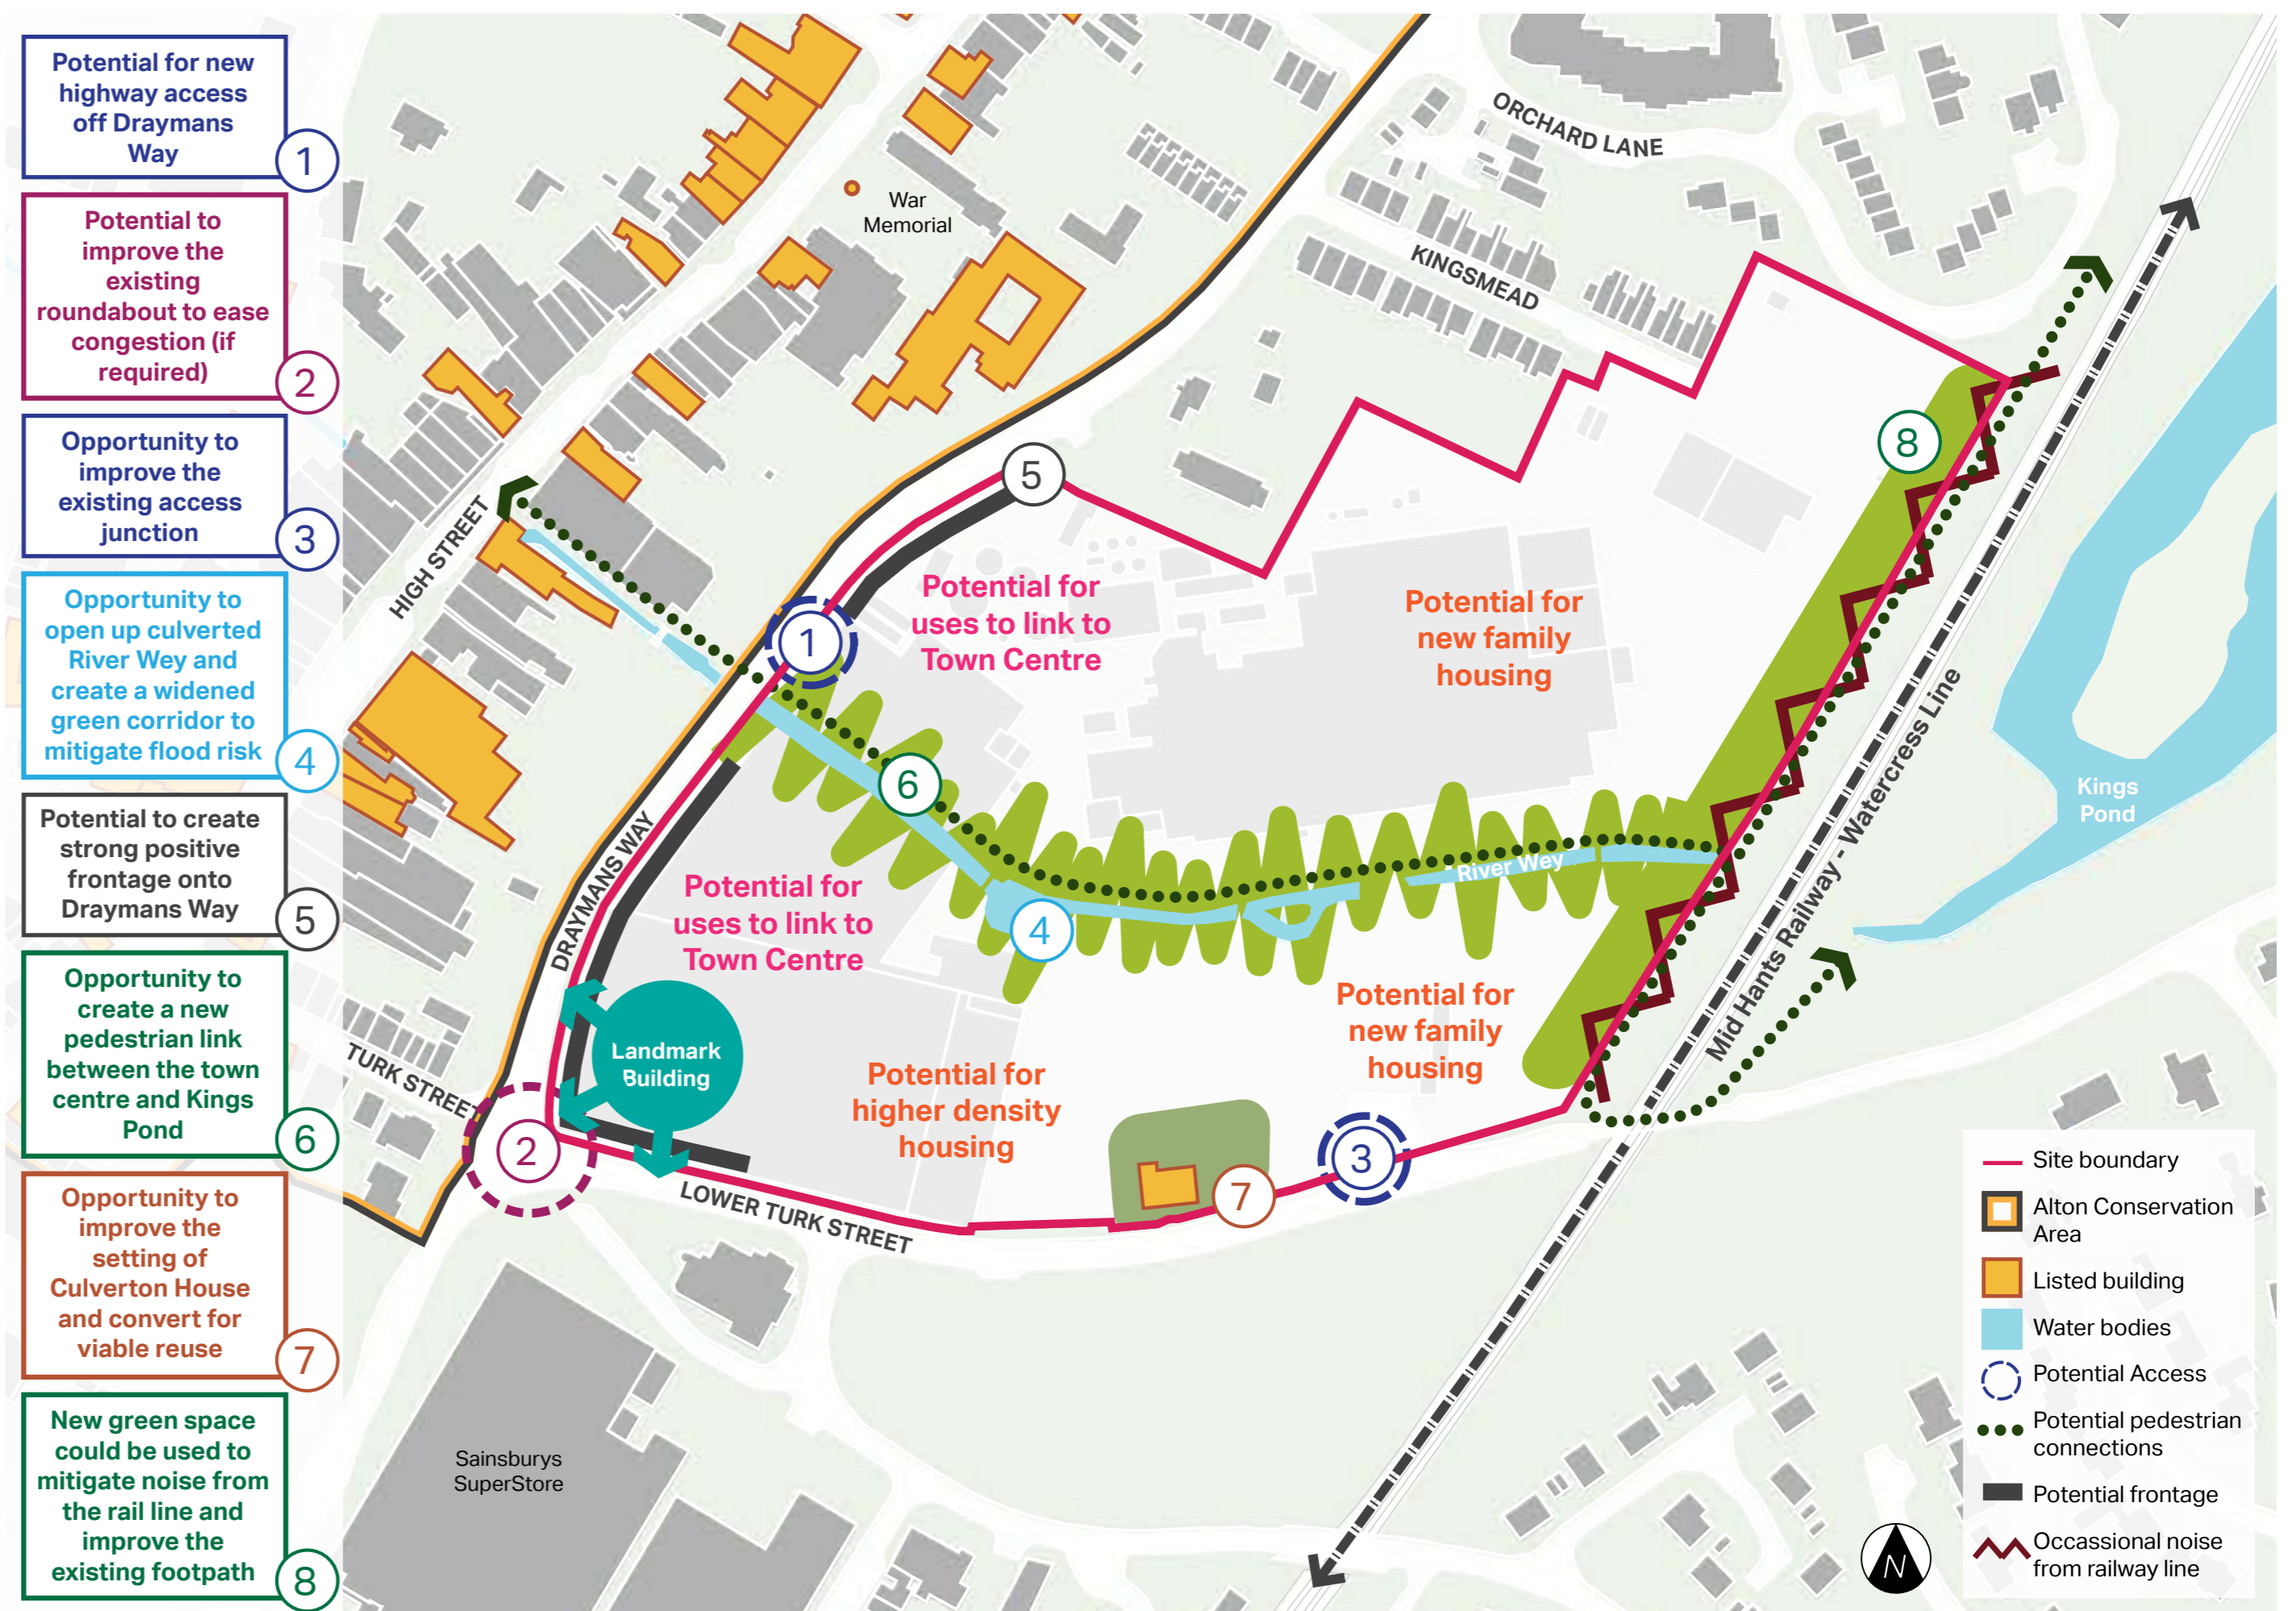 Potential for new
highway access
off Draymans
Way
1
Potential to
improve the
existing
roundabout to ease
congestion (if
required)
2
Opportunity to
improve the
existing access
junction
3
Opportunity to
open up culverted
River Wey and
create a widened
green corridor to
mitigate flood risk
4
Potential to create
strong positive
frontage onto
Draymans Way
5
Opportunity to
create a new
pedestrian link
between the town
centre and Kings
Pond
6
Opportunity to
improve the
setting of
Culverton House
and convert for
viable reuse
7
New green space
could be used to
mitigate noise from
the rail line and
improve the
existing footpath
8
War
Memorial
ORCHARD LANE
KINGSMEAD
HIGH STREET
5
8
1
Potential for
uses to link to
Town Centre
Potential for
new family
housing
6
Kings
Pond
Mid Hants Railway - Watercress Line
River Wey
DRAYMANS WAY
Potential for
uses to link to
Town Centre
4
Potential for
new family
housing
Landmark
Building
TURK STREET
Potential for
higher density
housing
2
3
7
LOWER TURK STREET
Sainsburys
SuperStore
Site boundary
Alton Conservation
Area
Listed building
Water bodies
Potential Access
Potential pedestrian
connections
Potential frontage
Occassional noise
from railway line
N